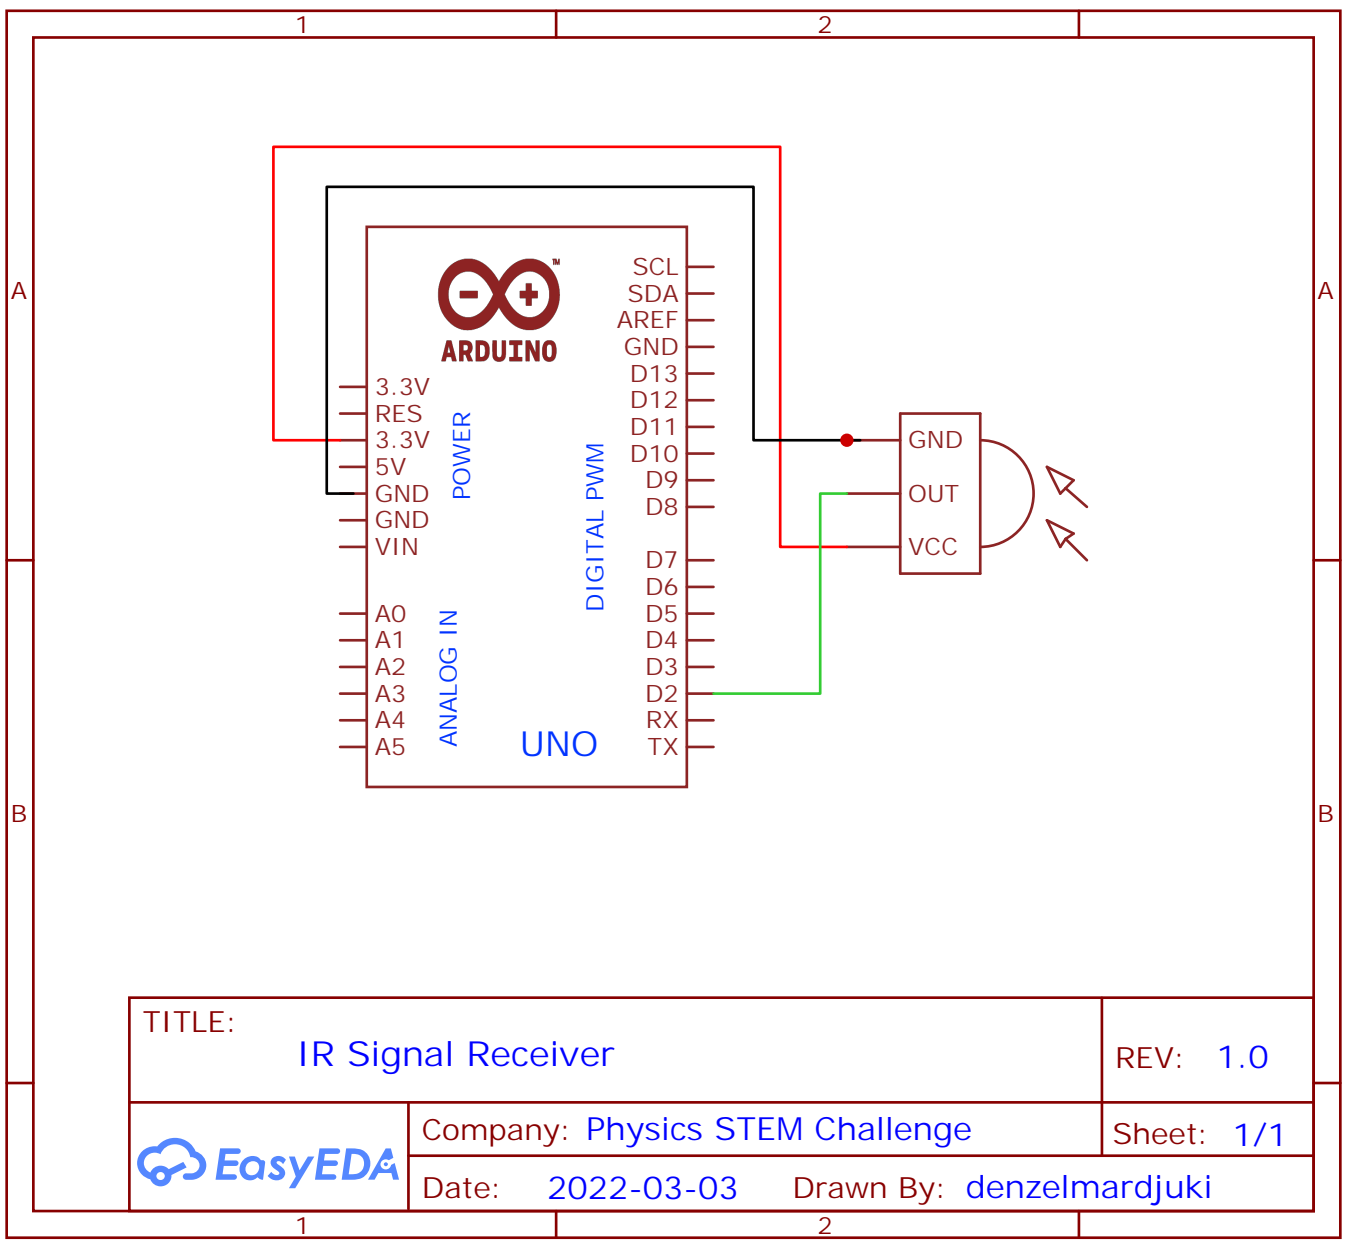 1
2
A
A
B
B
™
ARDUINO
3.3V
RES
3.3V
5V
GND
GND
VIN
POWER
A0
A1
A2
A3
A4
A5
ANALOG IN
SCL
SDA
AREF
GND
D13
D12
D11
D10
D9
D8
D7
D6
D5
D4
D3
D2
RX
TX
DIGITAL PWM
UNO
GND
OUT
VCC
TITLE:
IR Signal Receiver
REV: 1.0
EasyEDA
Company: Physics STEM Challenge
Sheet: 1/1
Date: 2022-03-03 Drawn By: denzelmardjuki
1
2